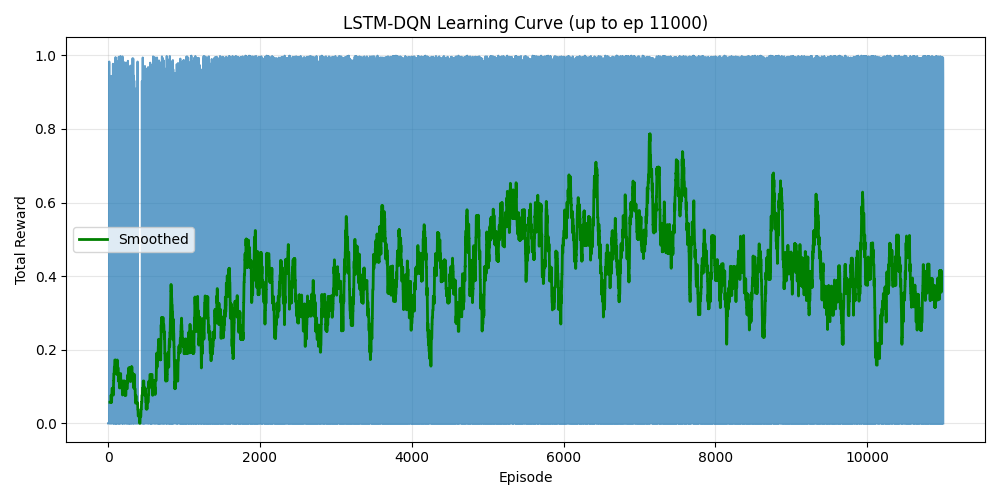 LSTM-DQN Learning Curve (up to ep 11000)
Total Reward
1.0
0.8
0.6
0.4
0.2
0.0
Smoothed
0 2000 4000 6000 8000 10000
Episode